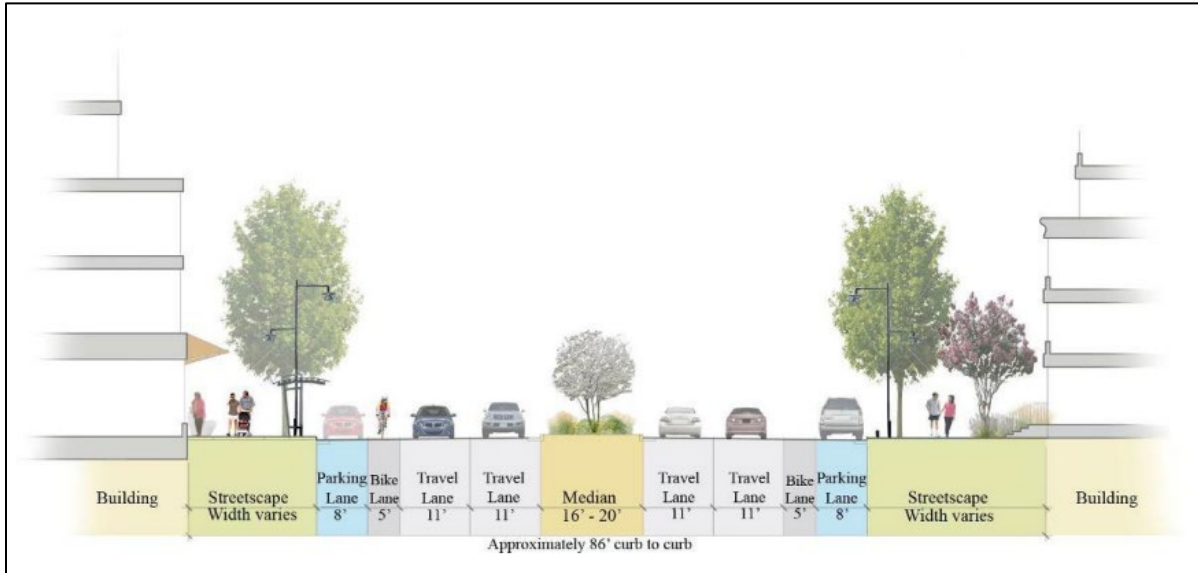 Building
Streetscape
Width varies
Parking
Lane
8'
Bike
Lane
5'
Travel
Lane
11'
Travel
Lane
11'
Median
16' - 20'
Travel
Lane
11'
Travel
Lane
11'
Bike
Lane
5'
Parking
Lane
8'
Streetscape
Width varies
Building
Approximately 86' curb to curb